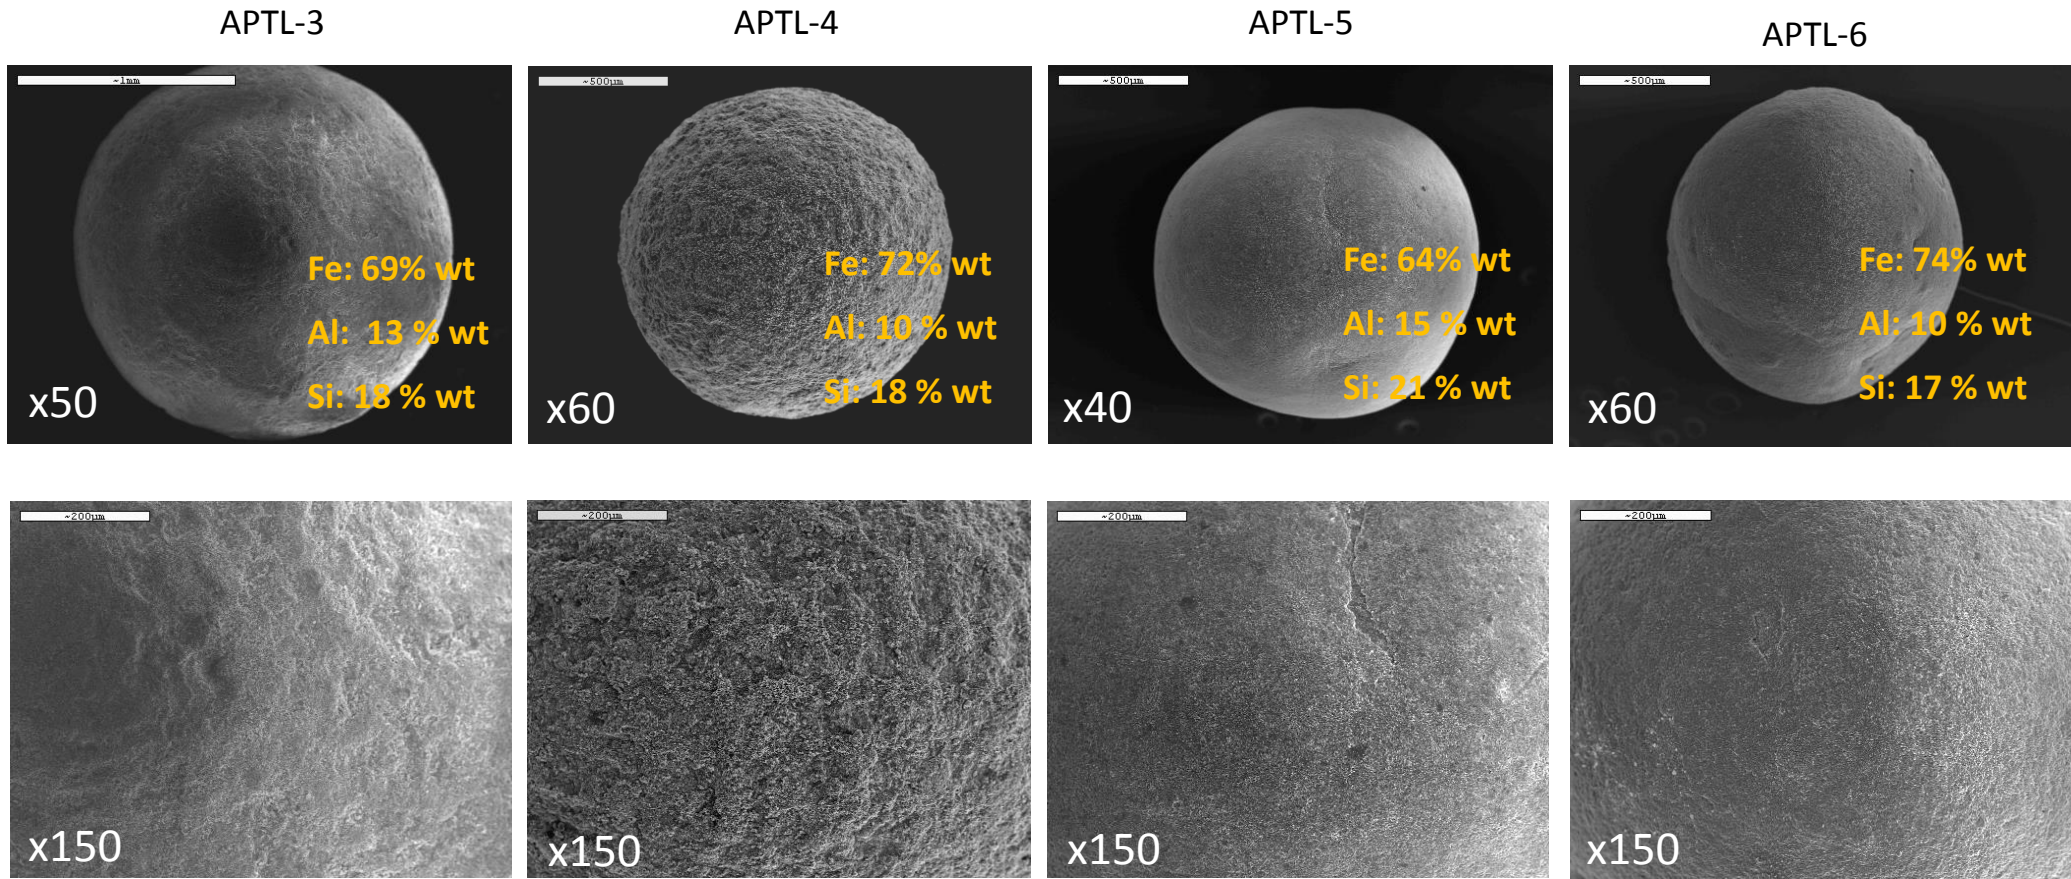 APTL-3
APTL-4
APTL-5
APTL-6
~1mm
Fe: 69% wt
Al: 13 % wt
Si: 18 % wt
x50
~500µm
Fe: 72% wt
Al: 10 % wt
Si: 18 % wt
x60
~500µm
Fe: 64% wt
Al: 15 % wt
Si: 21 % wt
x40
~500µm
Fe: 74% wt
Al: 10 % wt
Si: 17 % wt
x60
~200µm
x150
~200µm
x150
~200µm
x150
~200µm
x150